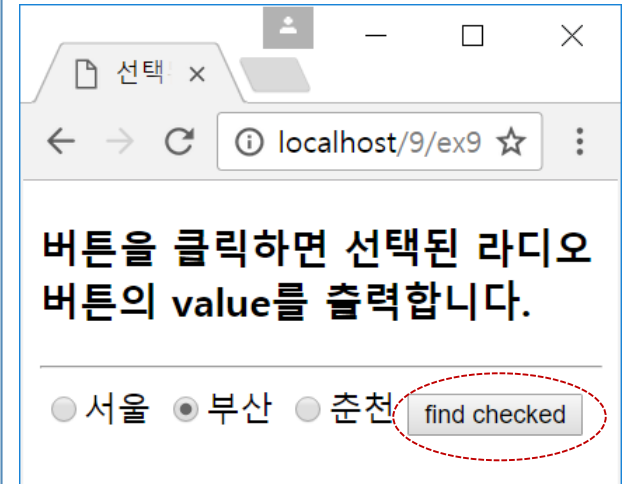 선택
localhost/9/ex9
버튼을 클릭하면 선택된 라디오
버튼의 value를 출력합니다.
서울 부산 춘천 find checked